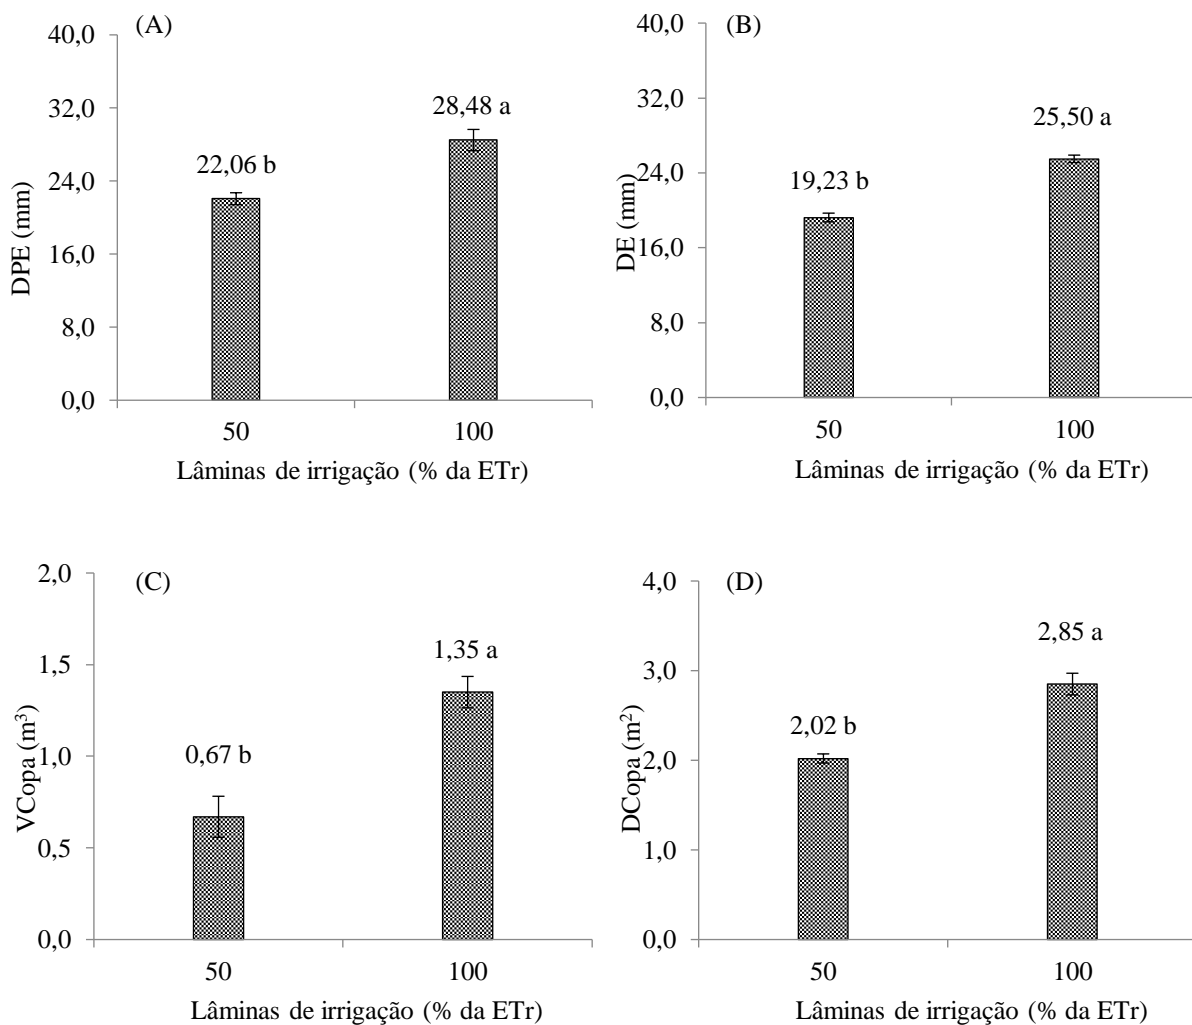 (A)
40,0
32,0
24,0
16,0
8,0
0,0
DPE (mm)
22,06 b
28,48 a
50
100
Lâminas de irrigação (% da ETr)
(B)
40,0
32,0
24,0
16,0
8,0
0,0
DE (mm)
19,23 b
25,50 a
50
100
Lâminas de irrigação (% da ETr)
(C)
2,0
1,5
1,0
0,5
0,0
VCopa (m³)
0,67 b
1,35 a
50
100
Lâminas de irrigação (% da ETr)
(D)
4,0
3,0
2,0
1,0
0,0
DCopa (m²)
2,02 b
2,85 a
50
100
Lâminas de irrigação (% da ETr)